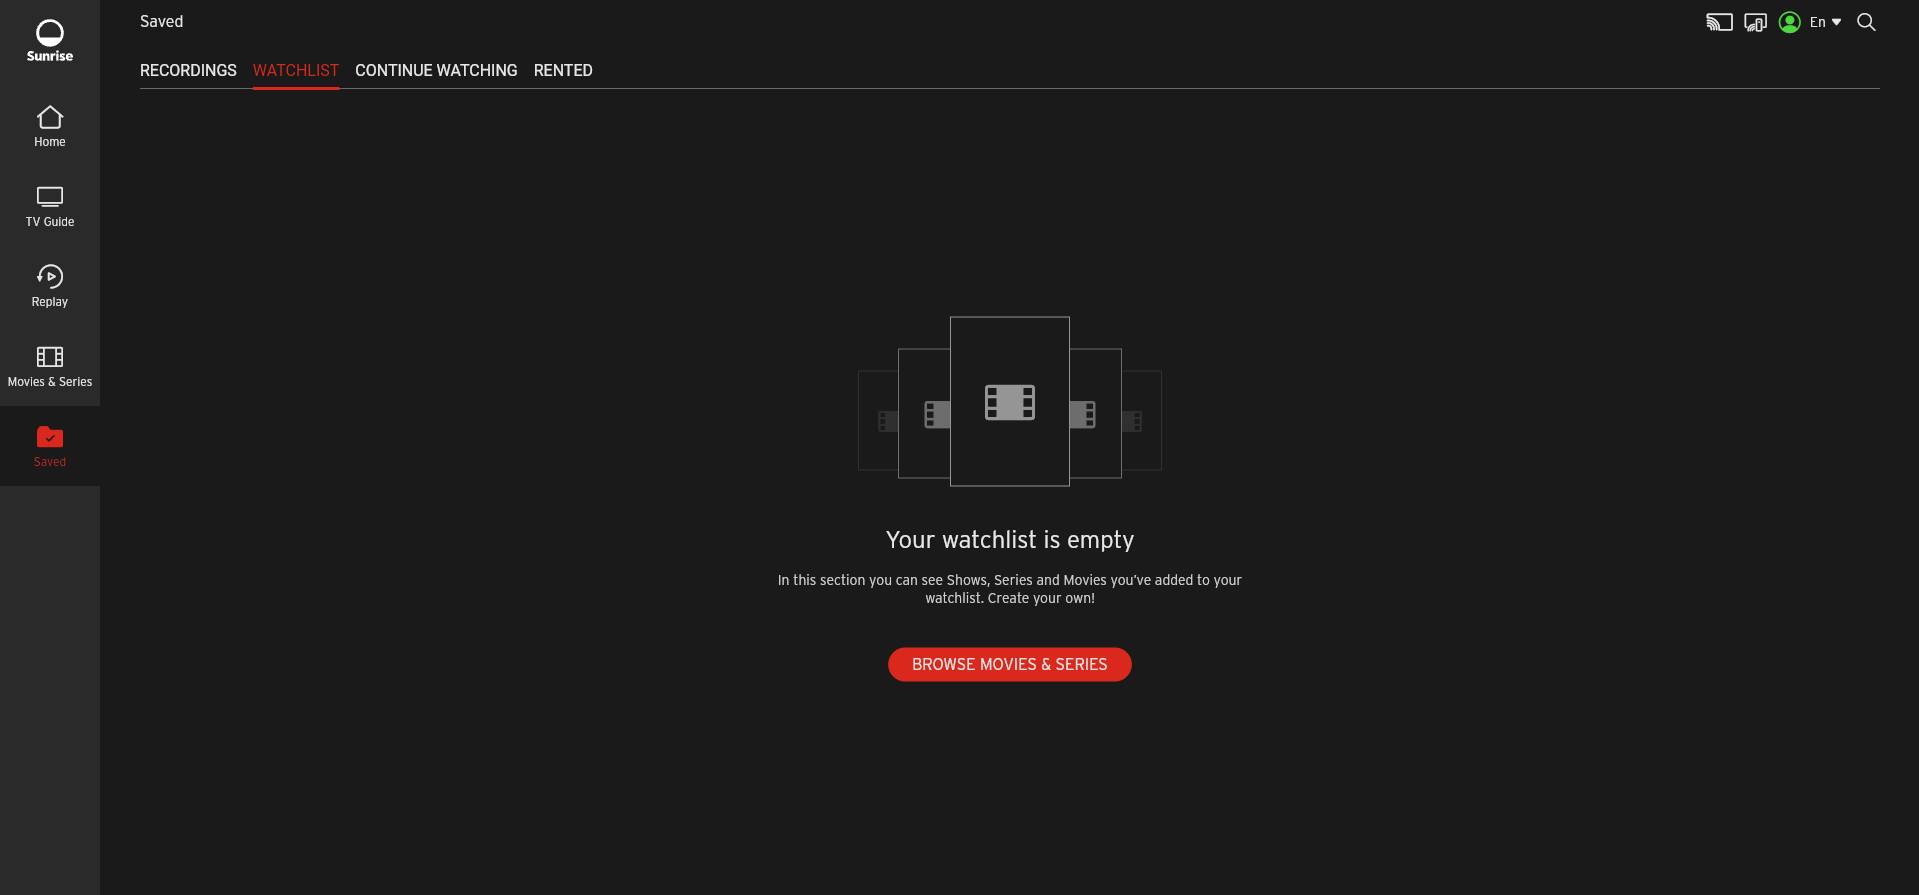 Sunrise
Home
TV Guide
Replay
Movies & Series
Saved
Saved
En
RECORDINGS WATCHLIST CONTINUE WATCHING RENTED
Your watchlist is empty
In this section you can see Shows, Series and Movies you've added to your
watchlist. Create your own!
BROWSE MOVIES & SERIES